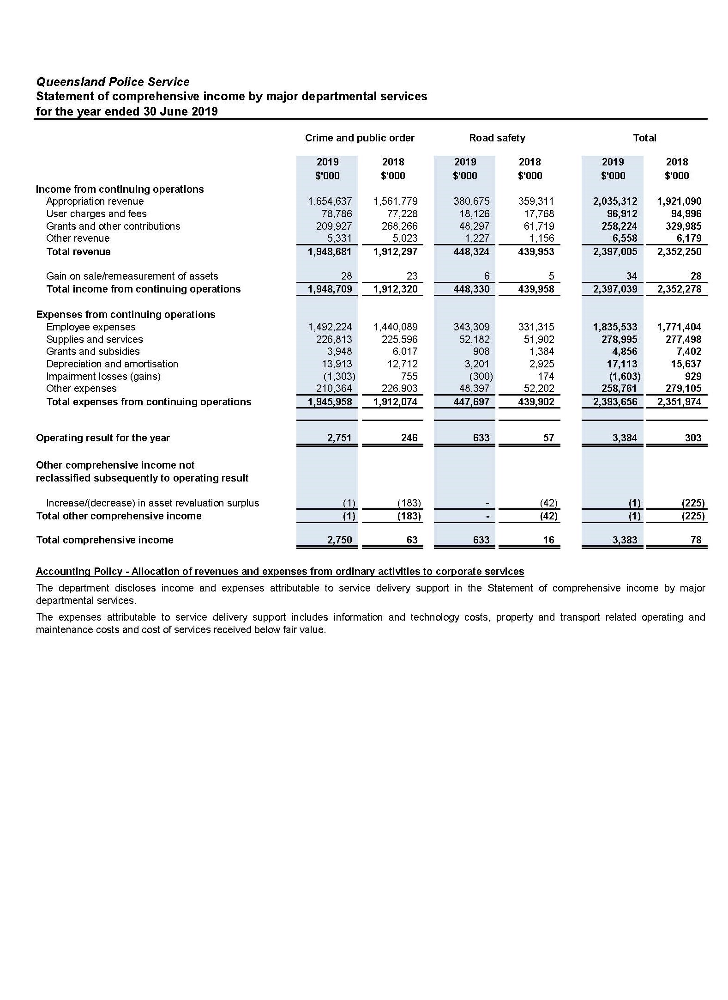 Queensland Police Service
Statement of comprehensive income by major departmental services
for the year ended 30 June 2019
Crime and public order Road safety Total
2019 2018 2019 2018 2019 2018
$'000 $'000 $'000 $'000 $'000 $'000
Income from continuing operations
Appropriation revenue 1,654,637 1,561,779 380,675 359,311 2,035,312 1,921,090
User charges and fees 78,786 77,228 18,126 17,768 96,912 94,996
Grants and other contributions 209,927 268,266 48,297 61,719 258,224 329,985
Other revenue 5,331 5,023 1,227 1,156 6,558 6,179
Total revenue 1,948,681 1,912,297 448,324 439,953 2,397,005 2,352,250
Gain on sale/remeasurement of assets 28 23 6 5 34 28
Total income from continuing operations 1,948,709 1,912,320 448,330 439,958 2,397,039 2,352,278
Expenses from continuing operations
Employee expenses 1,492,224 1,440,089 343,309 331,315 1,835,533 1,771,404
Supplies and services 226,813 225,596 52,182 51,902 278,995 277,498
Grants and subsidies 3,948 6,017 908 1,384 4,856 7,402
Depreciation and amortisation 13,913 12,712 3,201 2,925 17,113 15,637
Impairment losses (gains) (1,303) 755 (300) 174 (1,603) 929
Other expenses 210,364 226,903 48,397 52,202 258,761 279,105
Total expenses from continuing operations 1,945,958 1,912,074 447,697 439,902 2,393,656 2,351,974
Operating result for the year 2,751 246 633 57 3,384 303
Other comprehensive income not
reclassified subsequently to operating result
Increase/(decrease) in asset revaluation surplus (1) (183) - (42) (1) (225)
Total other comprehensive income (1) (183) - (42) (1) (225)
Total comprehensive income 2,750 63 633 16 3,383 78
Accounting Policy - Allocation of revenues and expenses from ordinary activities to corporate services
The department discloses income and expenses attributable to service delivery support in the Statement of comprehensive income by major
departmental services.
The expenses attributable to service delivery support includes information and technology costs, property and transport related operating and
maintenance costs and cost of services received below fair value.